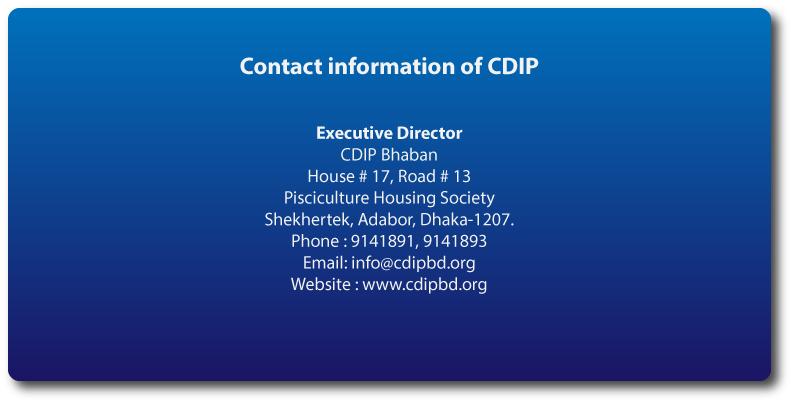 Contact information of CDIP
Executive Director
CDIP Bhaban
House # 17, Road # 13
Pisciculture Housing Society
Shekhertek, Adabor, Dhaka-1207.
Phone : 9141891, 9141893
Email: info@cdipbd.org
Website : www.cdipbd.org